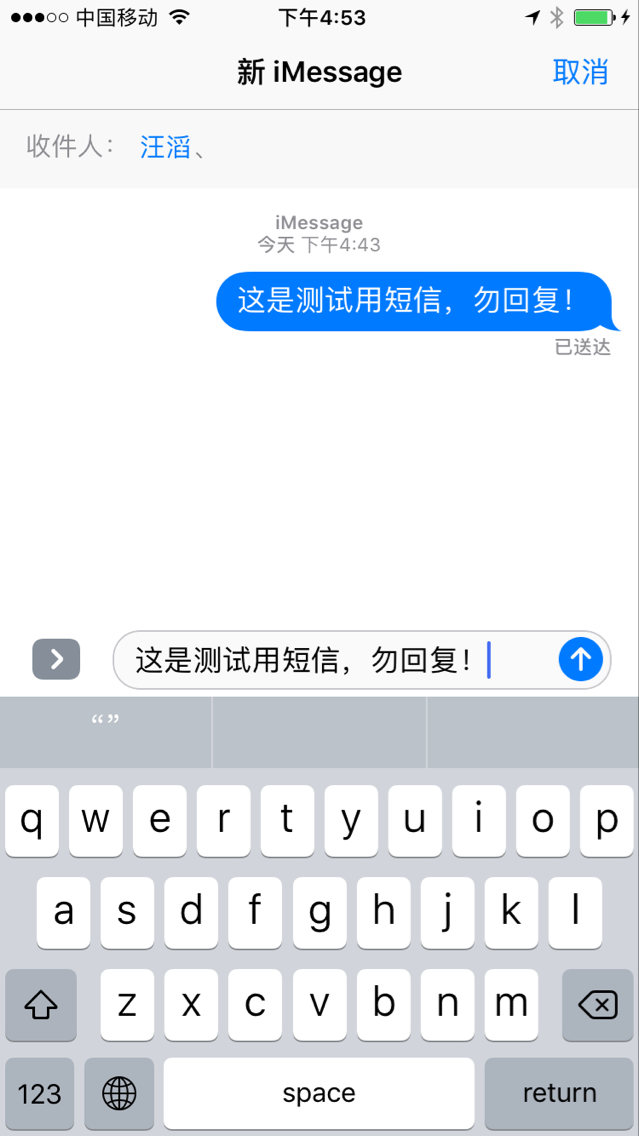 中国移动 下午4:53
新 iMessage 取消
收件人： 汪滔、
iMessage
今天 下午4:43
这是测试用短信，勿回复！
已送达
这是测试用短信，勿回复！
“”
q w e r t y u i o p
a s d f g h j k l
z x c v b n m
123 space return